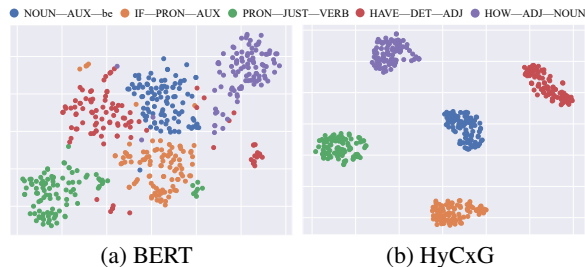 NOUN—AUX—be IF—PRON—AUX PRON—JUST—VERB HAVE—DET—ADJ HOW—ADJ—NOUN
(a) BERT (b) HyCxG